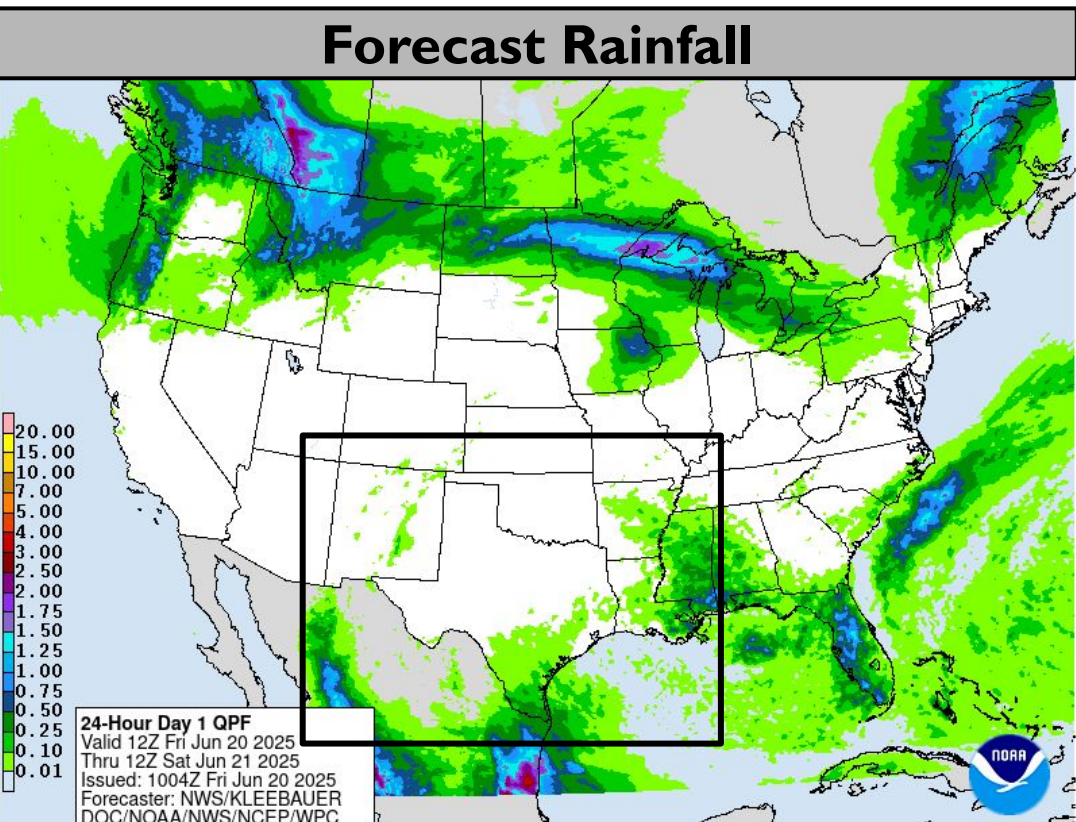 Forecast Rainfall
20.00
15.00
10.00
7.00
5.00
4.00
3.00
2.50
2.00
1.75
1.50
1.25
1.00
0.75
0.50
0.25
0.10
0.01
24-Hour Day 1 QPF
Valid 12Z Fri Jun 20 2025
Thru 12Z Sat Jun 21 2025
Issued: 1004Z Fri Jun 20 2025
Forecaster: NWS/KLEEBAUER
DOC/NOAA/NWS/NCEP/WPC
NOAA